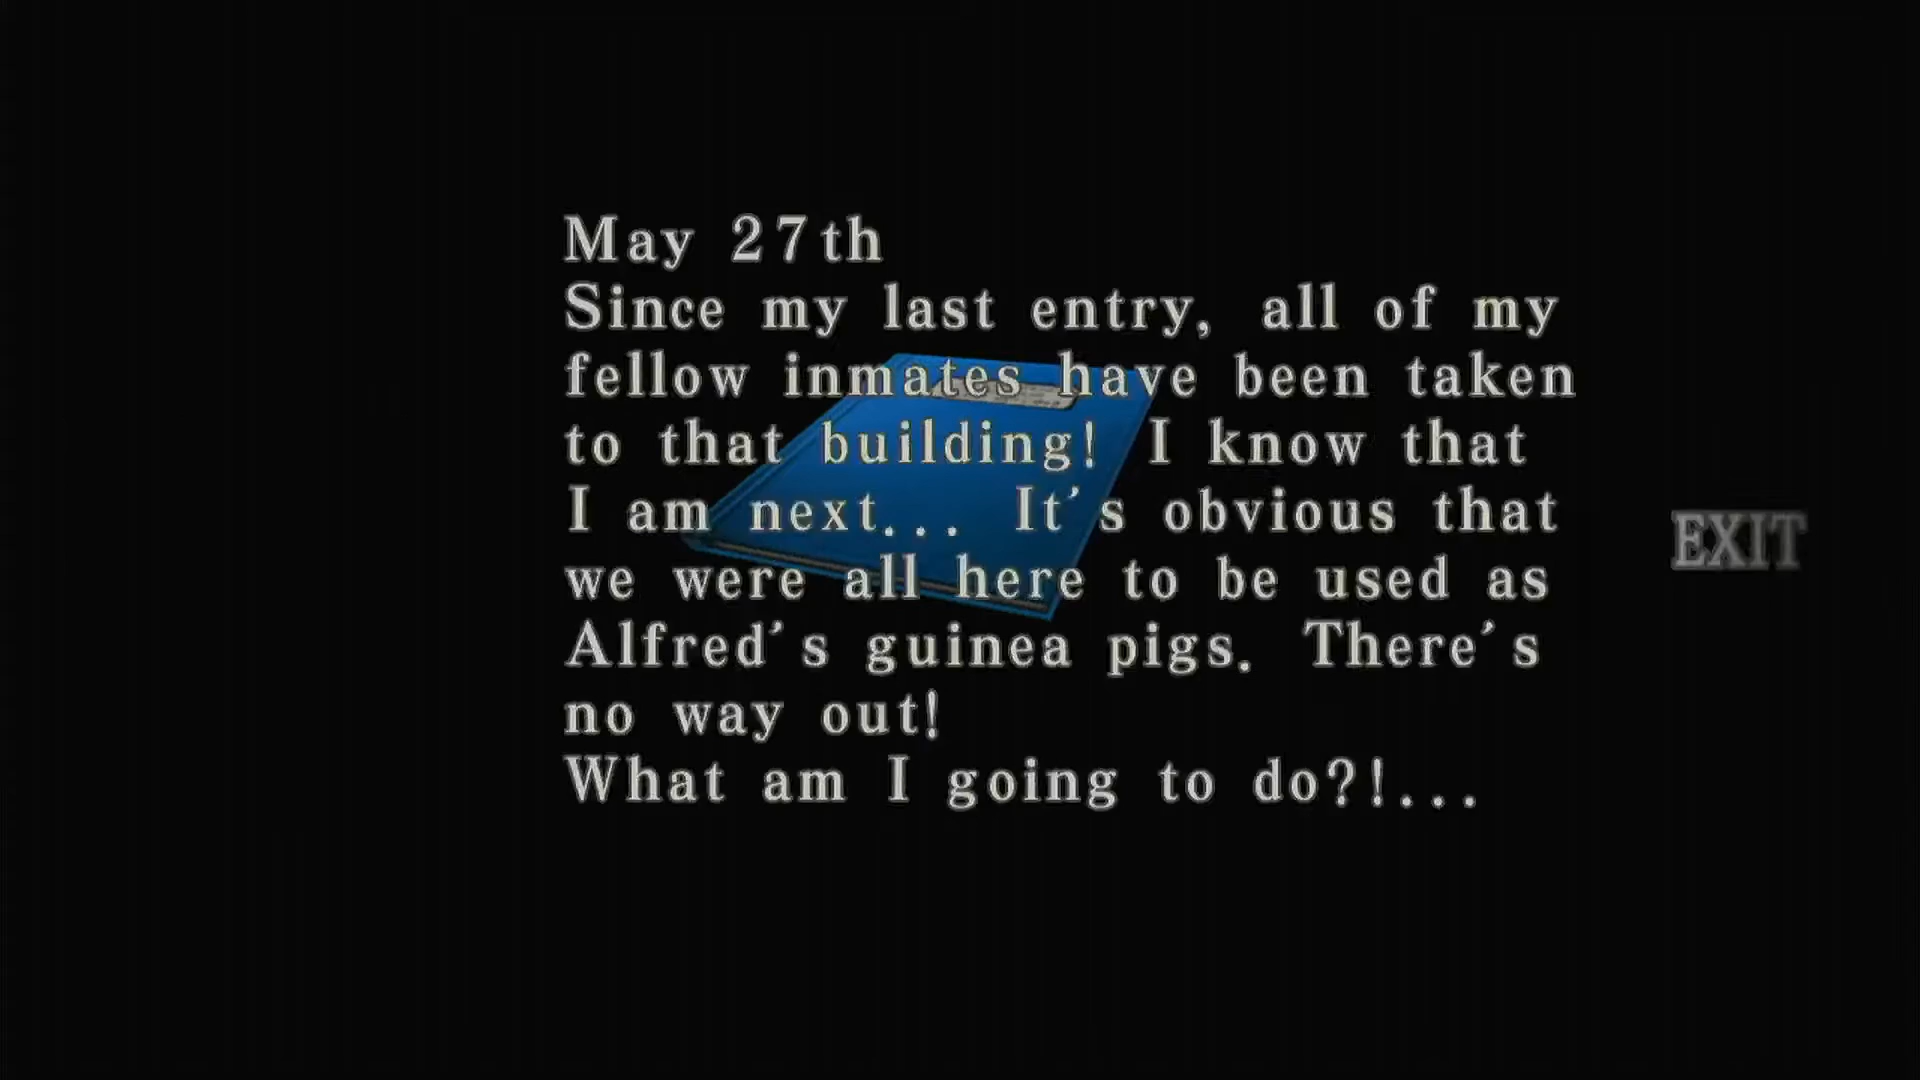 May 27th
Since my last entry, all of my
fellow inmates have been taken
to that building! I know that
I am next... It's obvious that
we were all here to be used as
Alfred's guinea pigs. There's
no way out!
What am I going to do?!...
EXIT